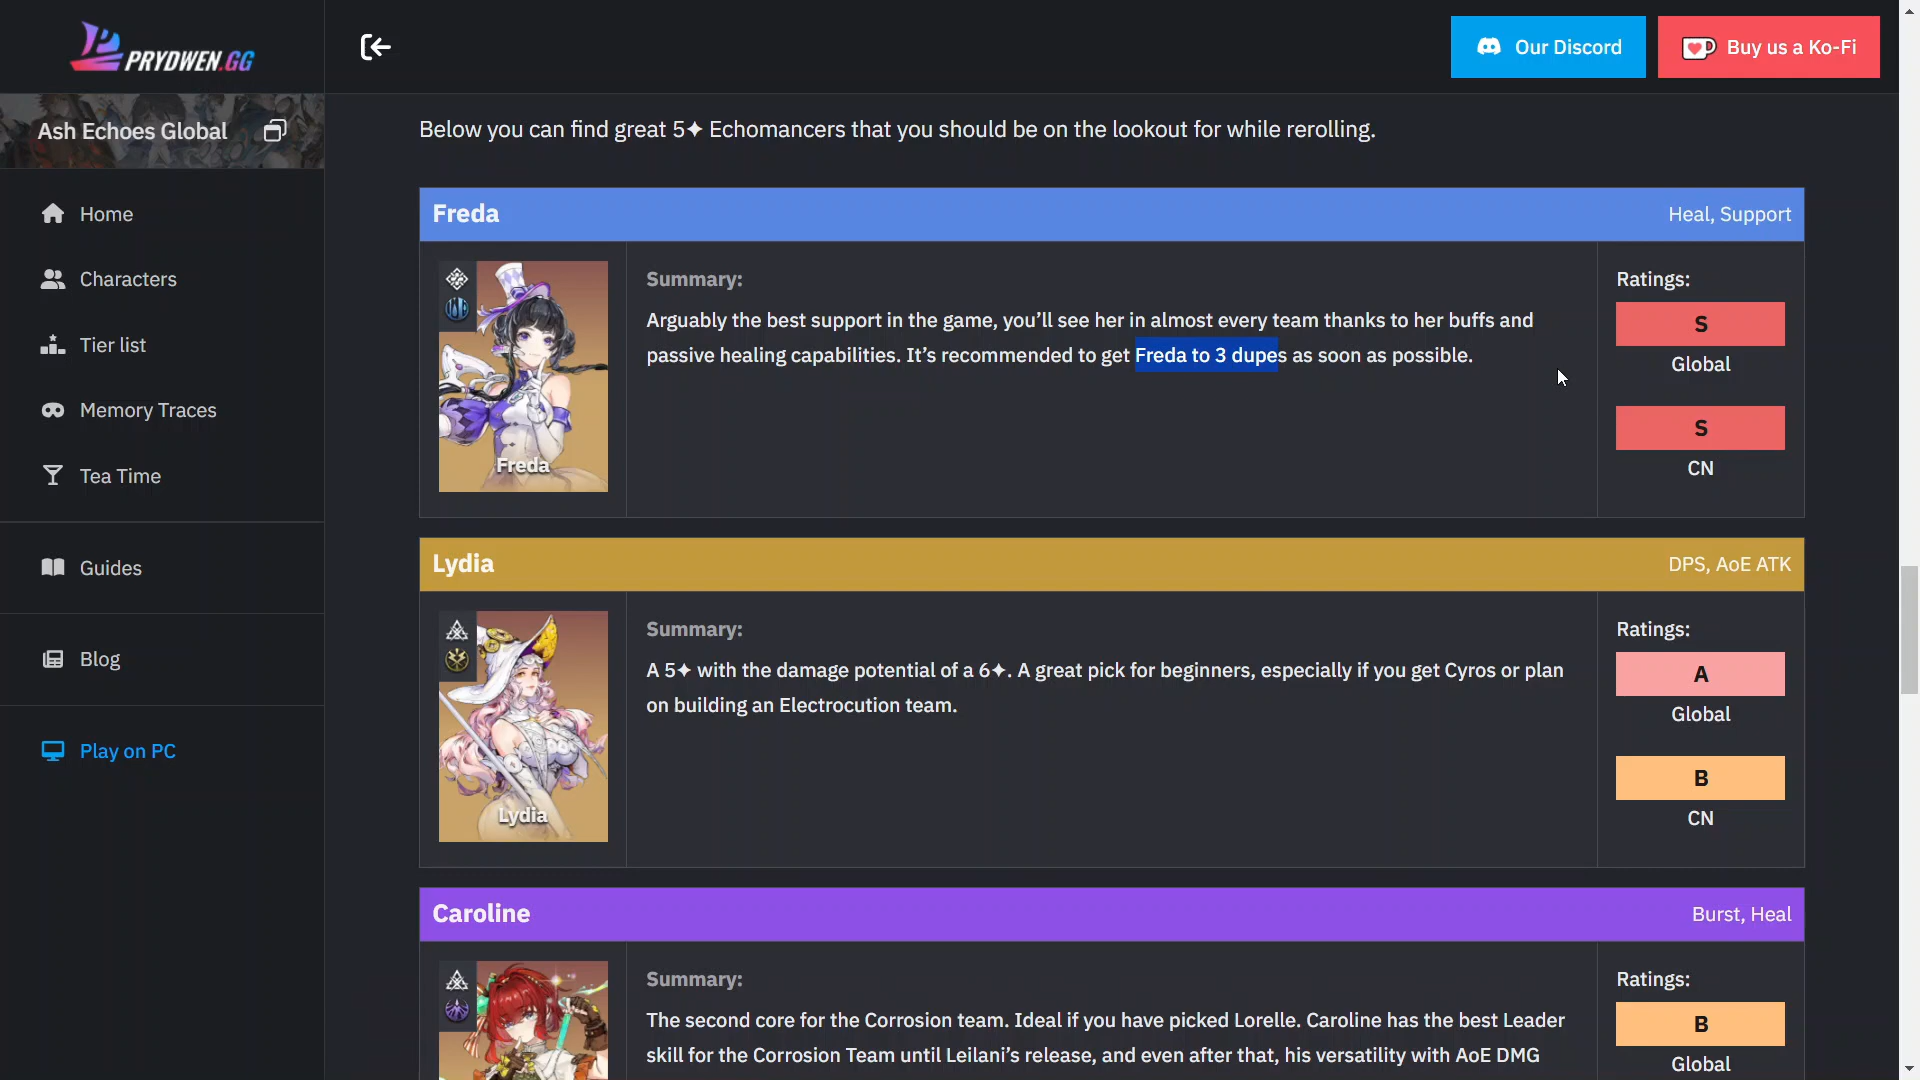 PRYDWEN.GG
Our Discord
Buy us a Ko-Fi
Ash Echoes Global
Home
Characters
Tier list
Memory Traces
Tea Time
Guides
Blog
Play on PC
Below you can find great 5✦ Echomancers that you should be on the lookout for while rerolling.
Freda
Heal, Support
Freda
Summary:
Arguably the best support in the game, you’ll see her in almost every team thanks to her buffs and
passive healing capabilities. It’s recommended to get Freda to 3 dupes as soon as possible.
Ratings:
S
Global
S
CN
Lydia
DPS, AoE ATK
Lydia
Summary:
A 5✦ with the damage potential of a 6✦. A great pick for beginners, especially if you get Cyros or plan
on building an Electrocution team.
Ratings:
A
Global
B
CN
Caroline
Burst, Heal
Summary:
The second core for the Corrosion team. Ideal if you have picked Lorelle. Caroline has the best Leader
skill for the Corrosion Team until Leilani’s release, and even after that, his versatility with AoE DMG
Ratings:
B
Global